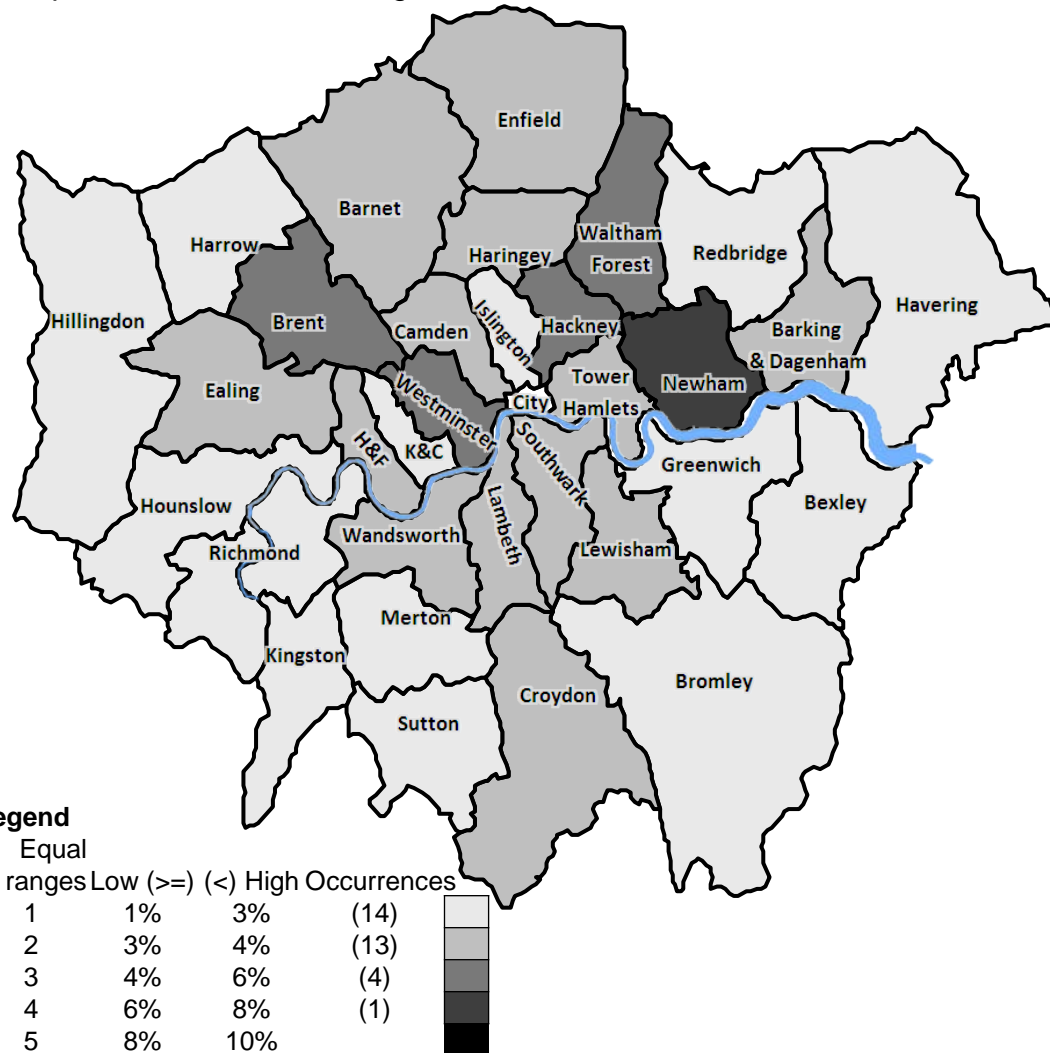 Enfield
Barnet
Waltham
Forest
Harrow
Haringey
Redbridge
Havering
Hillingdon
Brent
Camden
Islington
Hackney
Barking
& Dagenham
Ealing
Westminster
City
Tower
Hamlets
Newham
H&F
K&C
Southwark
Greenwich
Hounslow
Lambeth
Bexley
Richmond
Wandsworth
Lewisham
Merton
Kingston
Croydon
Bromley
Sutton
egend
Equal
ranges Low (>=) (<) High Occurrences
1 1% 3% (14)
2 3% 4% (13)
3 4% 6% (4)
4 6% 8% (1)
5 8% 10%